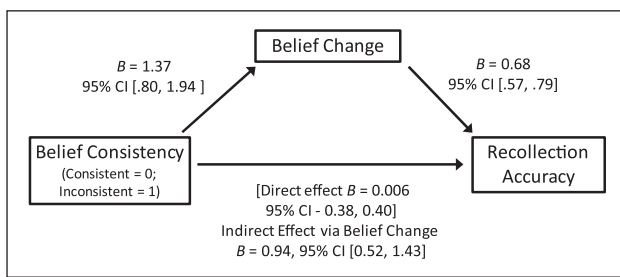 Belief Change
B = 1.37
95% CI [.80, 1.94 ]
B = 0.68
95% CI [.57, .79]
Belief Consistency
(Consistent = 0;
Inconsistent = 1)
Recollection
Accuracy
[Direct effect B = 0.006
95% CI - 0.38, 0.40]
Indirect Effect via Belief Change
B = 0.94, 95% CI [0.52, 1.43]